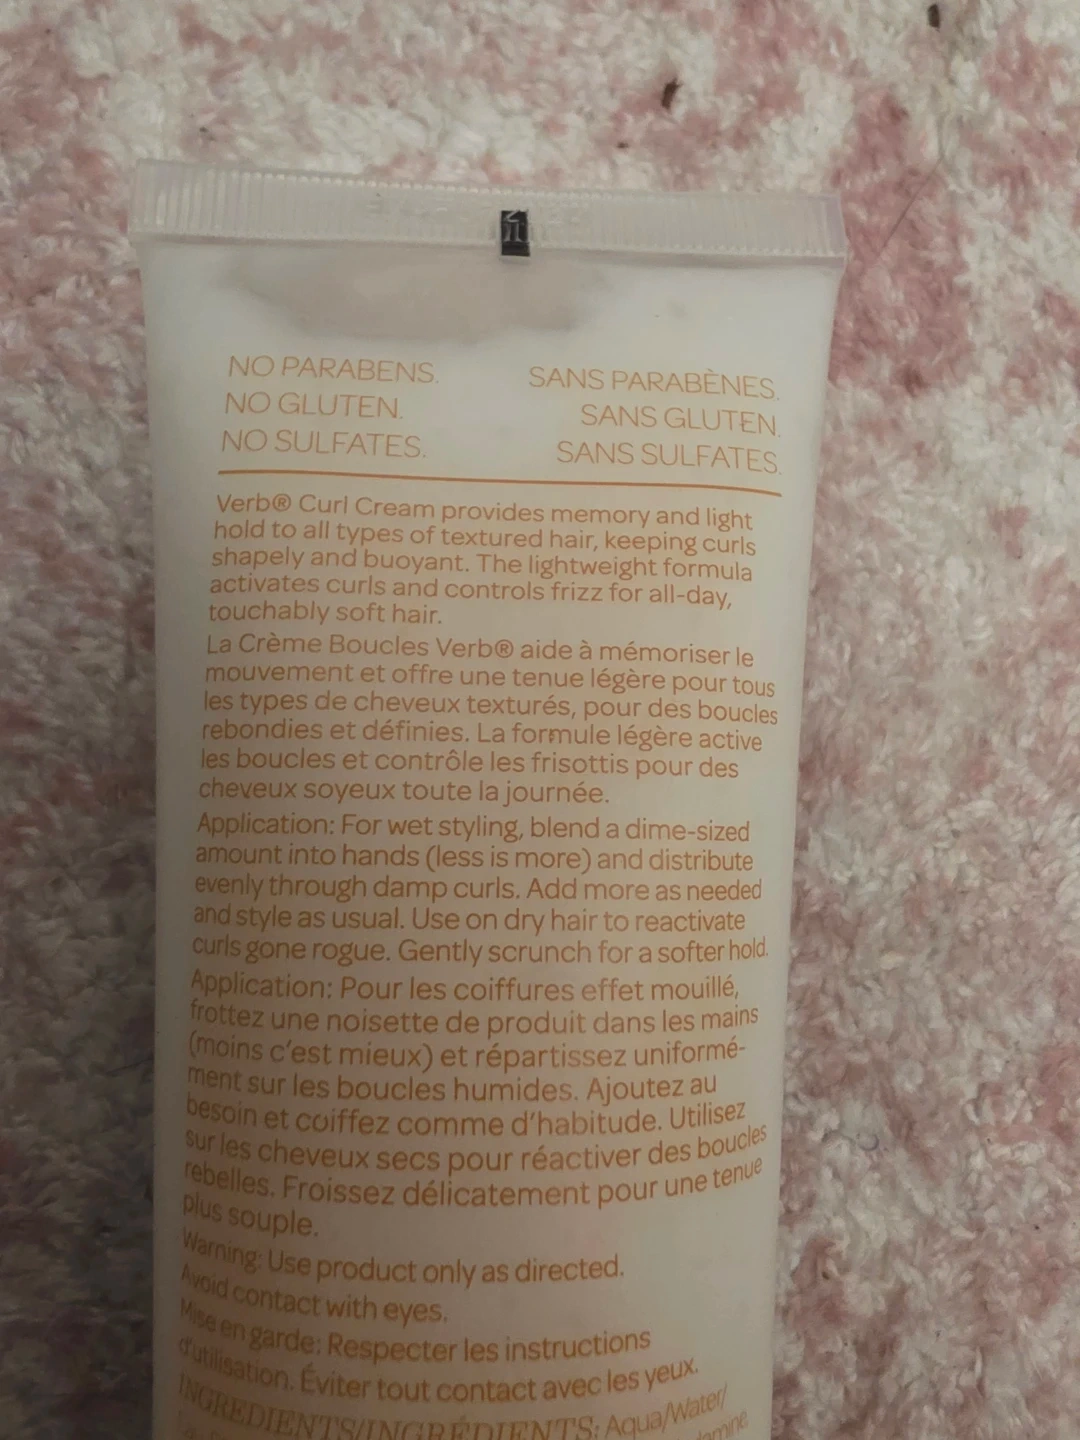 NO PARABENS.
NO GLUTEN.
NO SULFATES.
SANS PARABÈNES.
SANS GLUTEN.
SANS SULFATES.
Verb® Curl Cream provides memory and light
hold to all types of textured hair, keeping curls
shapely and buoyant. The lightweight formula
activates curls and controls frizz for all-day,
touchably soft hair.
La Crème Boucles Verb® aide à mémoriser le
mouvement et offre une tenue légère pour tous
les types de cheveux texturés, pour des boucles
rebondies et définies. La formule légère active
les boucles et contrôle les frisottis pour des
cheveux soyeux toute la journée.
Application: For wet styling, blend a dime-sized
amount into hands (less is more) and distribute
evenly through damp curls. Add more as needed
and style as usual. Use on dry hair to reactivate
curls gone rogue. Gently scrunch for a softer hold.
Application: Pour les coiffures effet mouillé,
frottez une noisette de produit dans les mains
(moins c'est mieux) et répartissez uniformé-
ment sur les boucles humides. Ajoutez au
besoin et coiffez comme d'habitude. Utilisez
sur les cheveux secs pour réactiver des boucles
rebelles. Froissez délicatement pour une tenue
plus souple.
Warning: Use product only as directed.
Avoid contact with eyes.
Mise en garde: Respecter les instructions
d'utilisation. Éviter tout contact avec les yeux.
INGREDIENTS/INGRÉDIENTS: Aqua/Water/